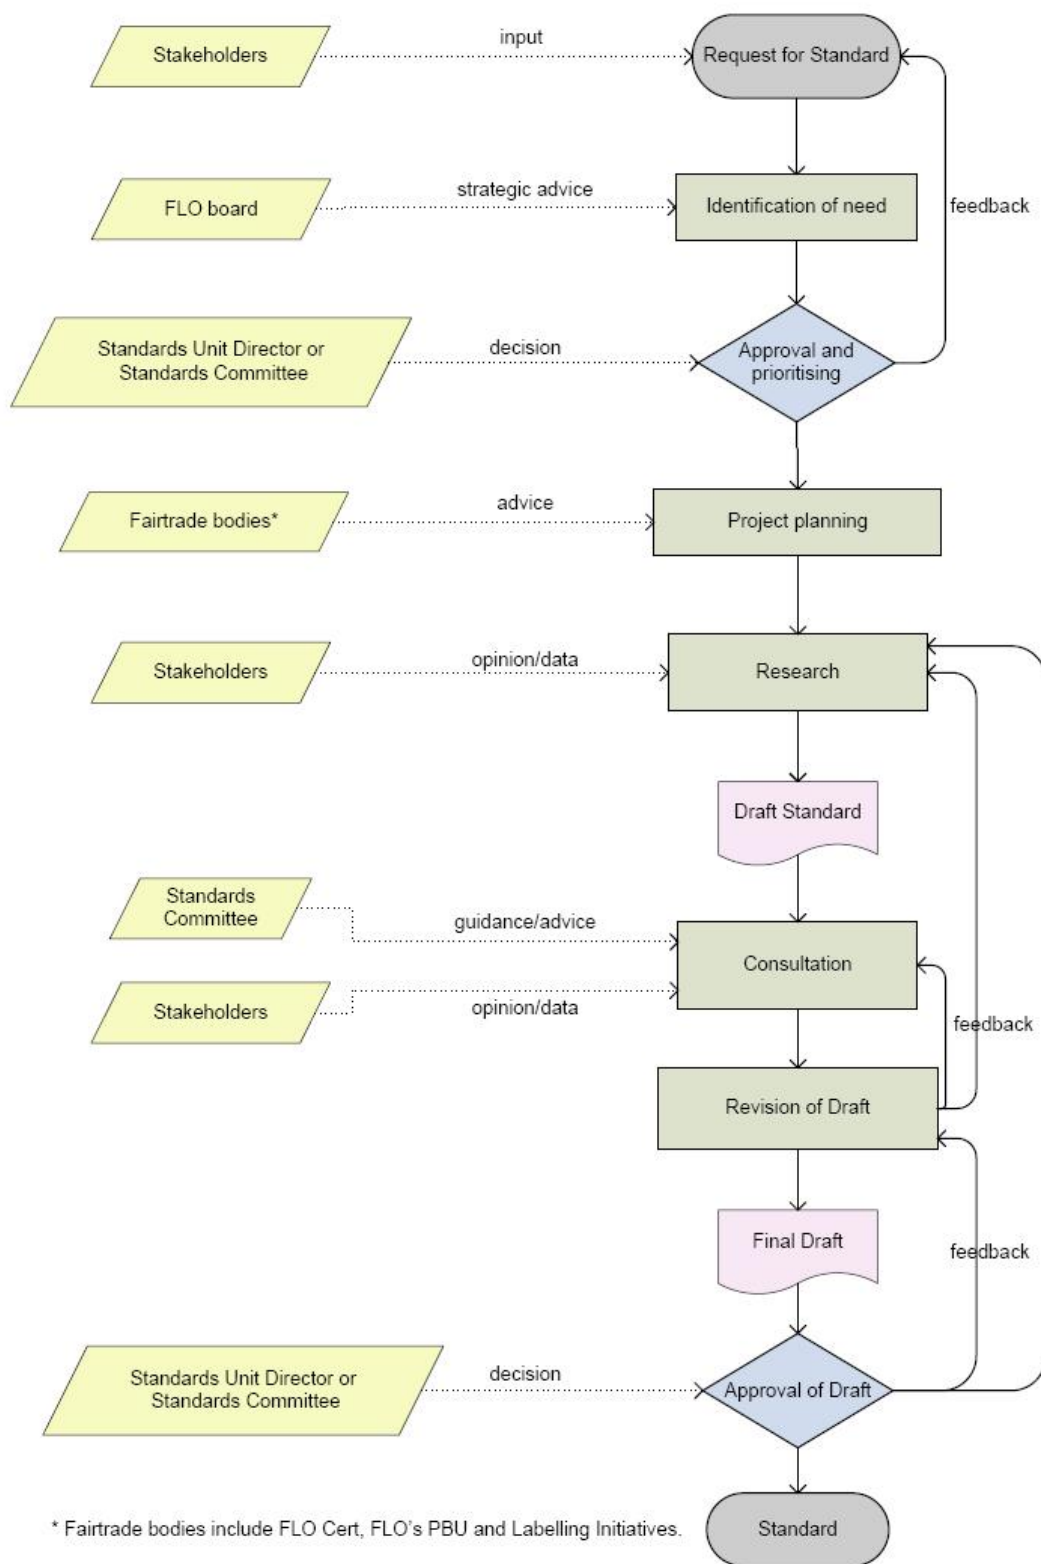 Stakeholders
input
Request for Standard
FLO board
strategic advice
Identification of need
feedback
Standards Unit Director or
Standards Committee
decision
Approval and
prioritising
Fairtrade bodies*
advice
Project planning
Stakeholders
opinion/data
Research
Draft Standard
Standards
Committee
guidance/advice
Consultation
Stakeholders
opinion/data
feedback
Revision of Draft
Final Draft
feedback
Standards Unit Director or
Standards Committee
decision
Approval of Draft
* Fairtrade bodies include FLO Cert, FLO's PBU and Labelling Initiatives.
Standard